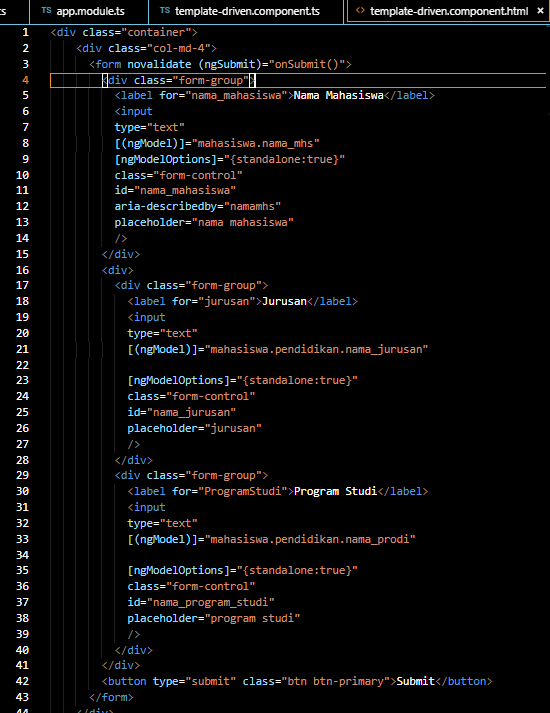 ts TS app.module.ts TS template-driven.component.ts <> template-driven.component.html ×
1 <div class="container">
2 <div class="col-md-4">
3 <form novalidate (ngSubmit)="onSubmit()">
4 <div class="form-group">
5 <label for="nama_mahasiswa">Nama Mahasiswa</label>
6 <input
7 type="text"
8 [(ngModel)]="mahasiswa.nama_mhs"
9 [ngModelOptions]="{standalone:true}"
10 class="form-control"
11 id="nama_mahasiswa"
12 aria-describedby="namamhs"
13 placeholder="nama mahasiswa"
14 />
15 </div>
16 <div>
17 <div class="form-group">
18 <label for="jurusan">Jurusan</label>
19 <input
20 type="text"
21 [(ngModel)]="mahasiswa.pendidikan.nama_jurusan"
22
23 [ngModelOptions]="{standalone:true}"
24 class="form-control"
25 id="nama_jurusan"
26 placeholder="jurusan"
27 />
28 </div>
29 <div class="form-group">
30 <label for="ProgramStudi">Program Studi</label>
31 <input
32 type="text"
33 [(ngModel)]="mahasiswa.pendidikan.nama_prodi"
34
35 [ngModelOptions]="{standalone:true}"
36 class="form-control"
37 id="nama_program_studi"
38 placeholder="program studi"
39 />
40 </div>
41 </div>
42 <button type="submit" class="btn btn-primary">Submit</button>
43 </form>
44 </div>